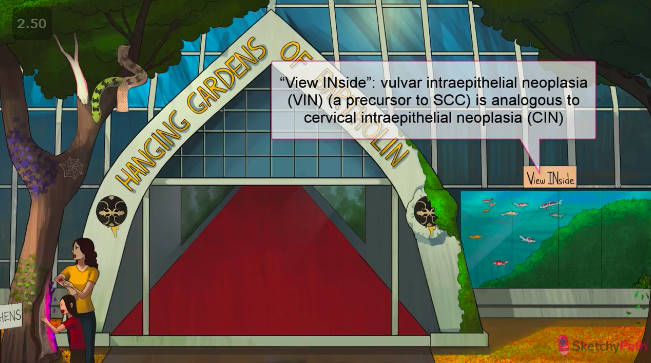 2.50
HANGING GARDENS OF
“View INside”: vulvar intraepithelial neoplasia
(VIN) (a precursor to SCC) is analogous to
cervical intraepithelial neoplasia (CIN)
View INside
HENS
SketchyPath